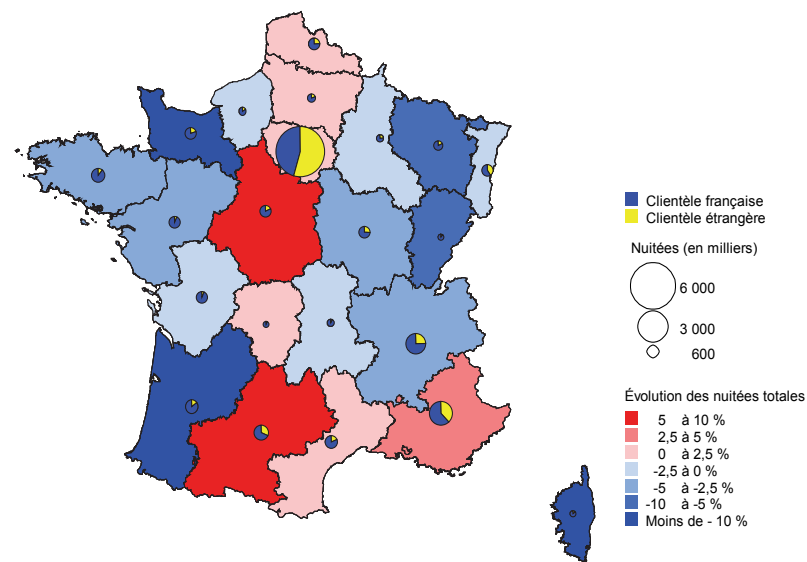 Clientèle française
Clientèle étrangère
Nuitées (en milliers)
6 000
3 000
600
Évolution des nuitées totales
5 à 10 %
2,5 à 5 %
0 à 2,5 %
-2,5 à 0 %
-5 à -2,5 %
-10 à -5 %
Moins de - 10 %